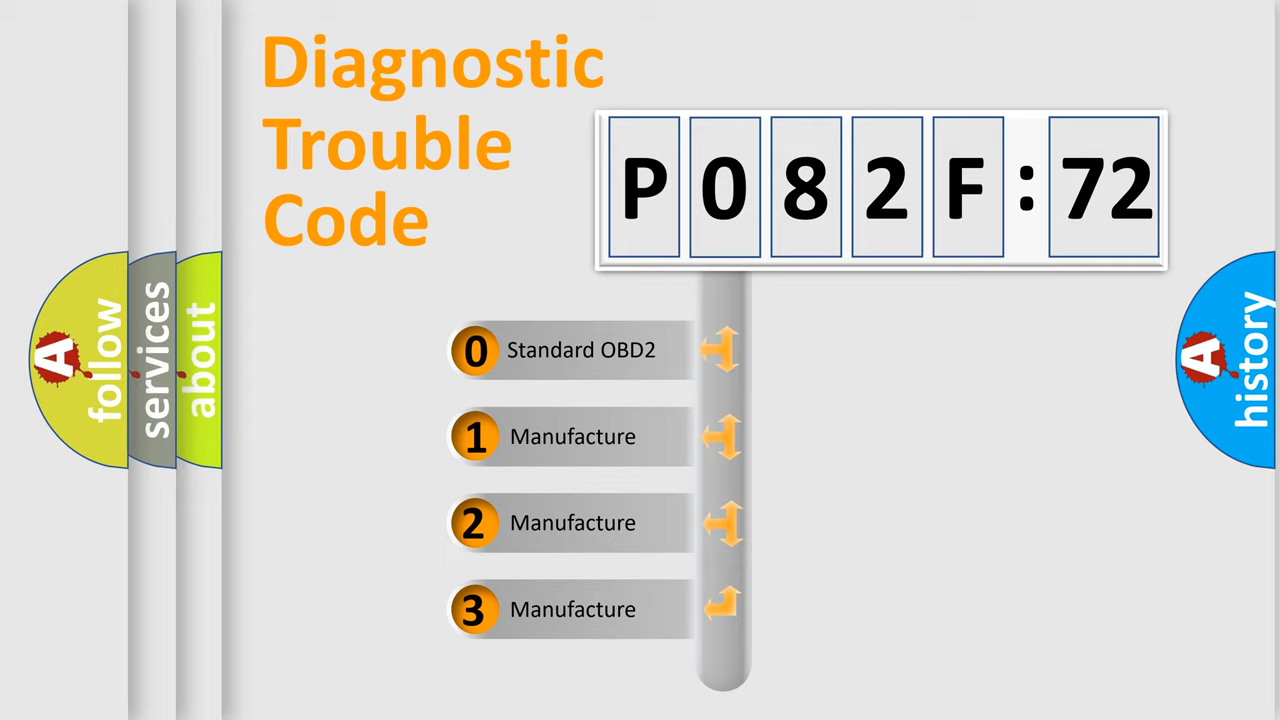 Diagnostic
Trouble
Code
P 0 8 2 F : 72
0 Standard OBD2
1 Manufacture
2 Manufacture
3 Manufacture
A follow
services
about
A history